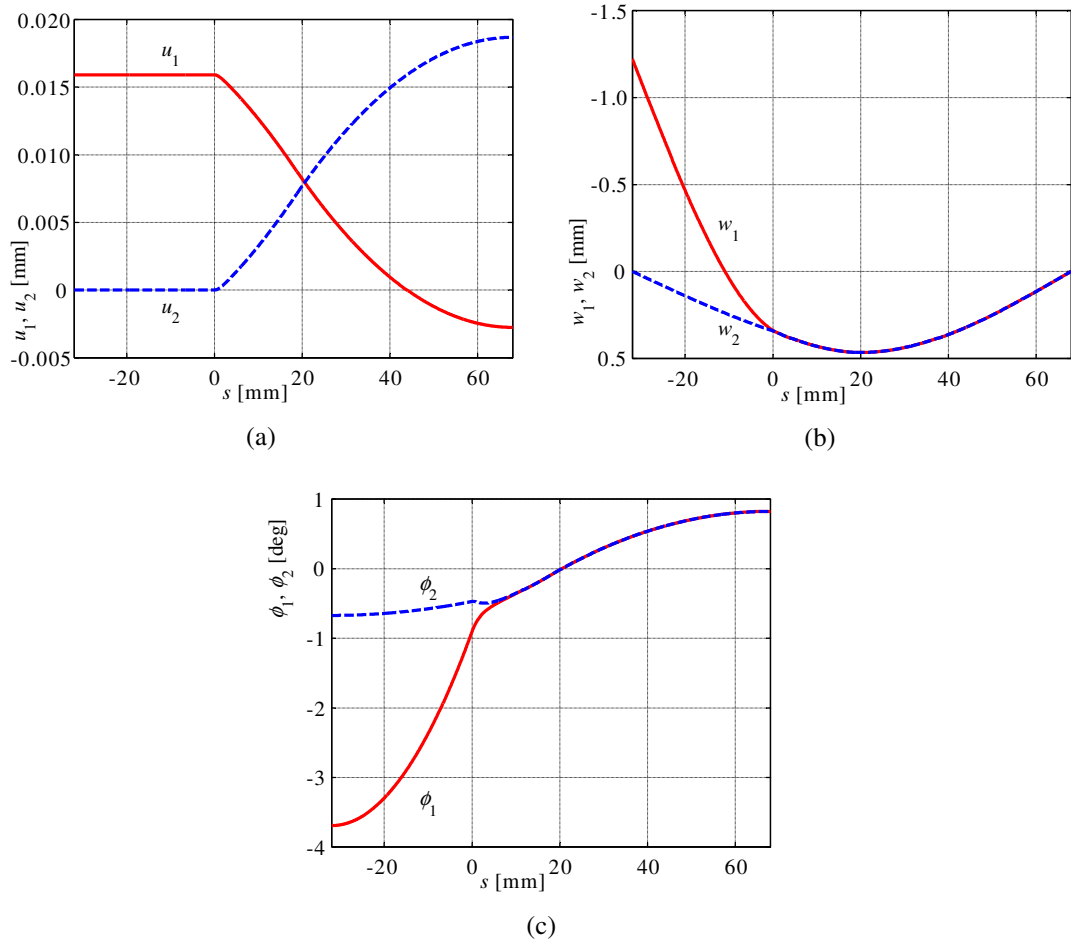 0.020
0.015
0.010
0.005
0
-0.005
u₁, u₂ [mm]
u₁
u₂
-20 0 20 40 60
s [mm]
(a)
-1.5
-1.0
-0.5
0
0.5
w₁, w₂ [mm]
w₁
w₂
-20 0 20 40 60
s [mm]
(b)
1
0
-1
-2
-3
-4
ϕ₁, ϕ₂ [deg]
ϕ₂
ϕ₁
-20 0 20 40 60
s [mm]
(c)